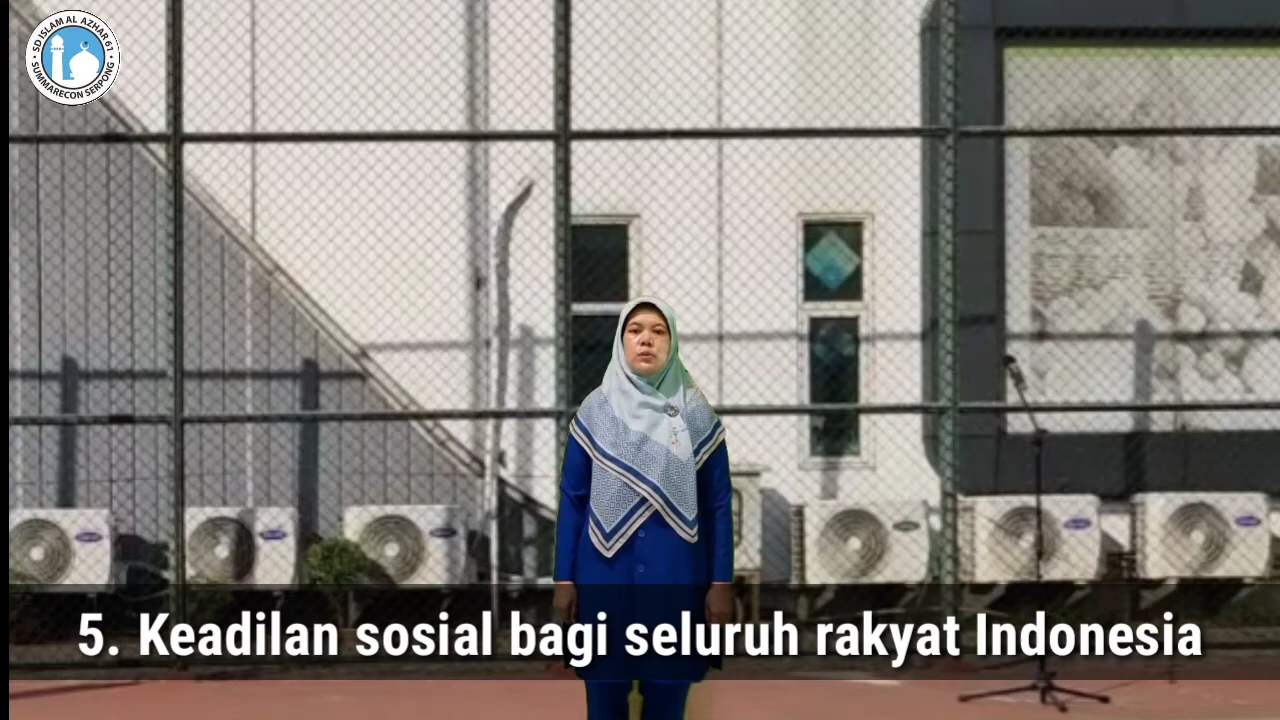 SD ISLAM AL AZHAR 61
SUMMARECON SERPONG
5. Keadilan sosial bagi seluruh rakyat Indonesia